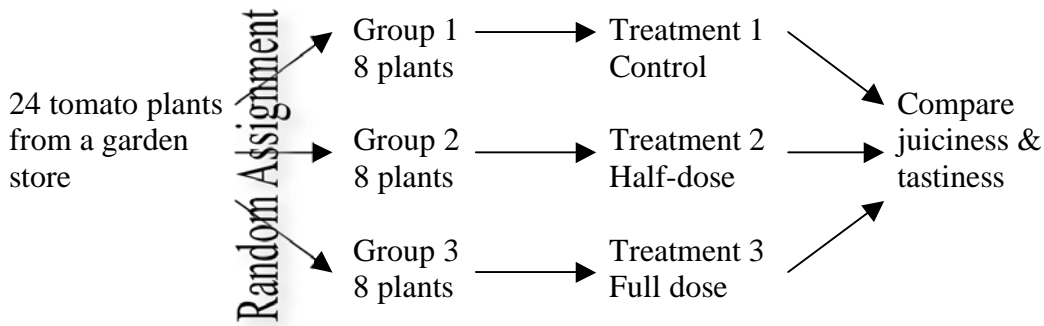 24 tomato plants
from a garden
store
Random Assignment
Group 1
8 plants
Treatment 1
Control
Group 2
8 plants
Treatment 2
Half-dose
Group 3
8 plants
Treatment 3
Full dose
Compare
juiciness &
tastiness